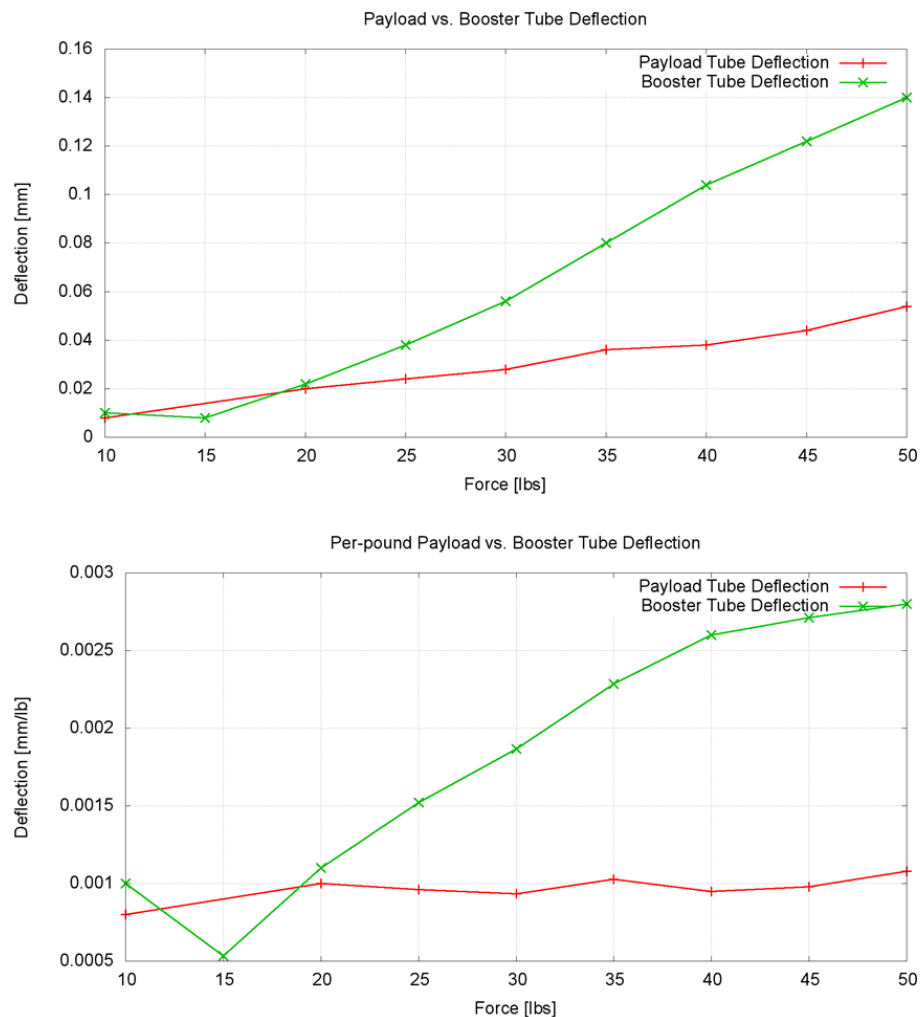 Payload vs. Booster Tube Deflection
0.16
Payload Tube Deflection
Booster Tube Deflection
0.14
0.12
0.1
Deflection [mm]
0.08
0.06
0.04
0.02
0
10 15 20 25 30 35 40 45 50
Force [lbs]
Per-pound Payload vs. Booster Tube Deflection
0.003
Payload Tube Deflection
Booster Tube Deflection
0.0025
0.002
Deflection [mm/lb]
0.0015
0.001
0.0005
10 15 20 25 30 35 40 45 50
Force [lbs]